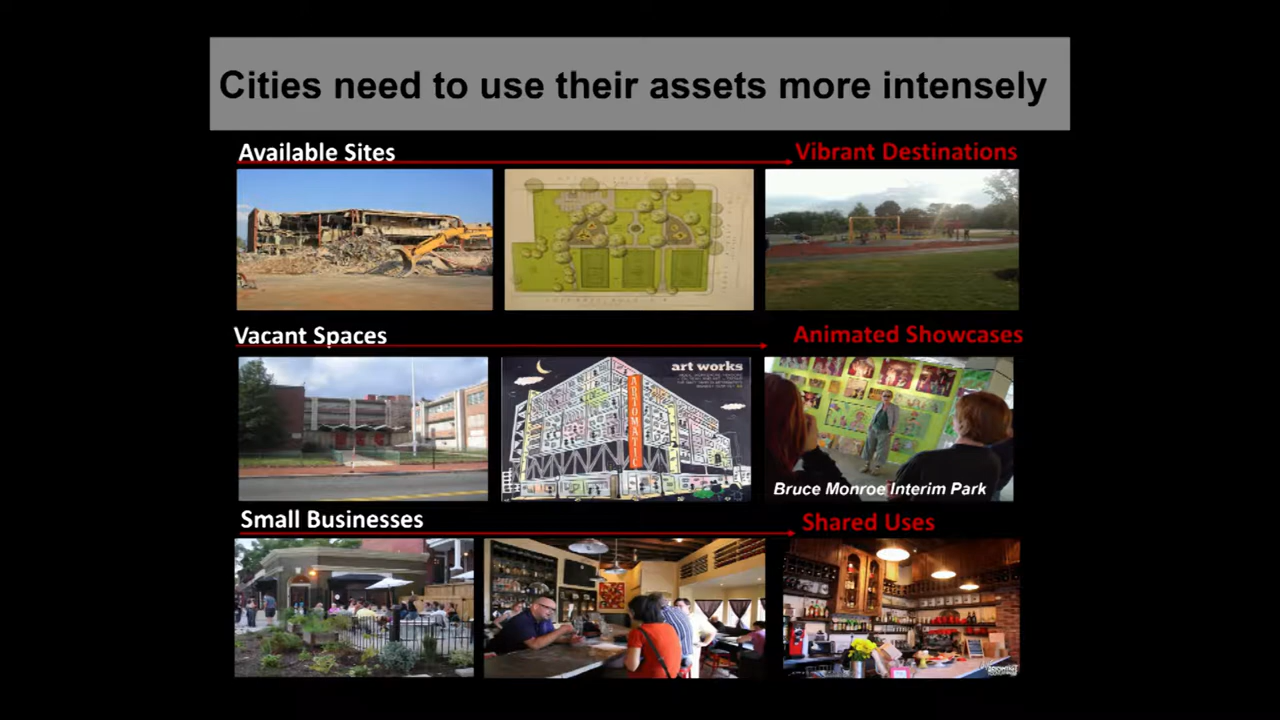 Cities need to use their assets more intensely
Available Sites
Vibrant Destinations
Vacant Spaces
Animated Showcases
art works
ARTOMATIC
Bruce Monroe Interim Park
Small Businesses
Shared Uses